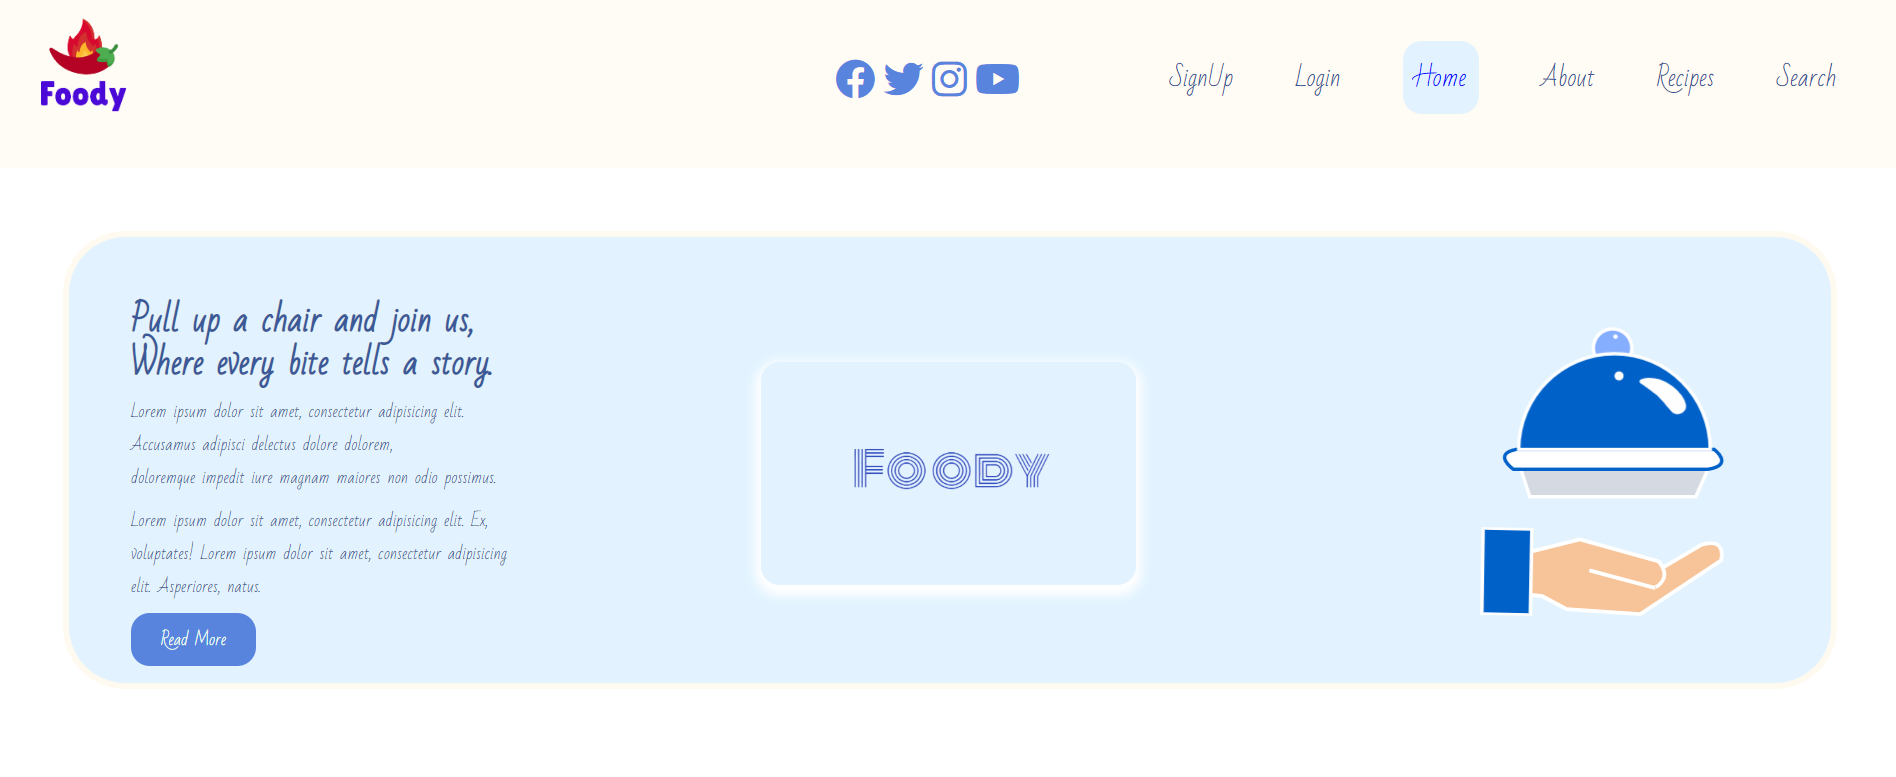 Foody
SignUp Login Home About Recipes Search
Pull up a chair and join us,
Where every bite tells a story.
Lorem ipsum dolor sit amet, consectetur adipisicing elit.
Accusamus adipisci delectus dolore dolorem,
doloremque impedit iure magnam maiores non odio possimus.
Lorem ipsum dolor sit amet, consectetur adipisicing elit. Ex,
voluptates! Lorem ipsum dolor sit amet, consectetur adipisicing
elit. Asperiores, natus.
Read More
Foody